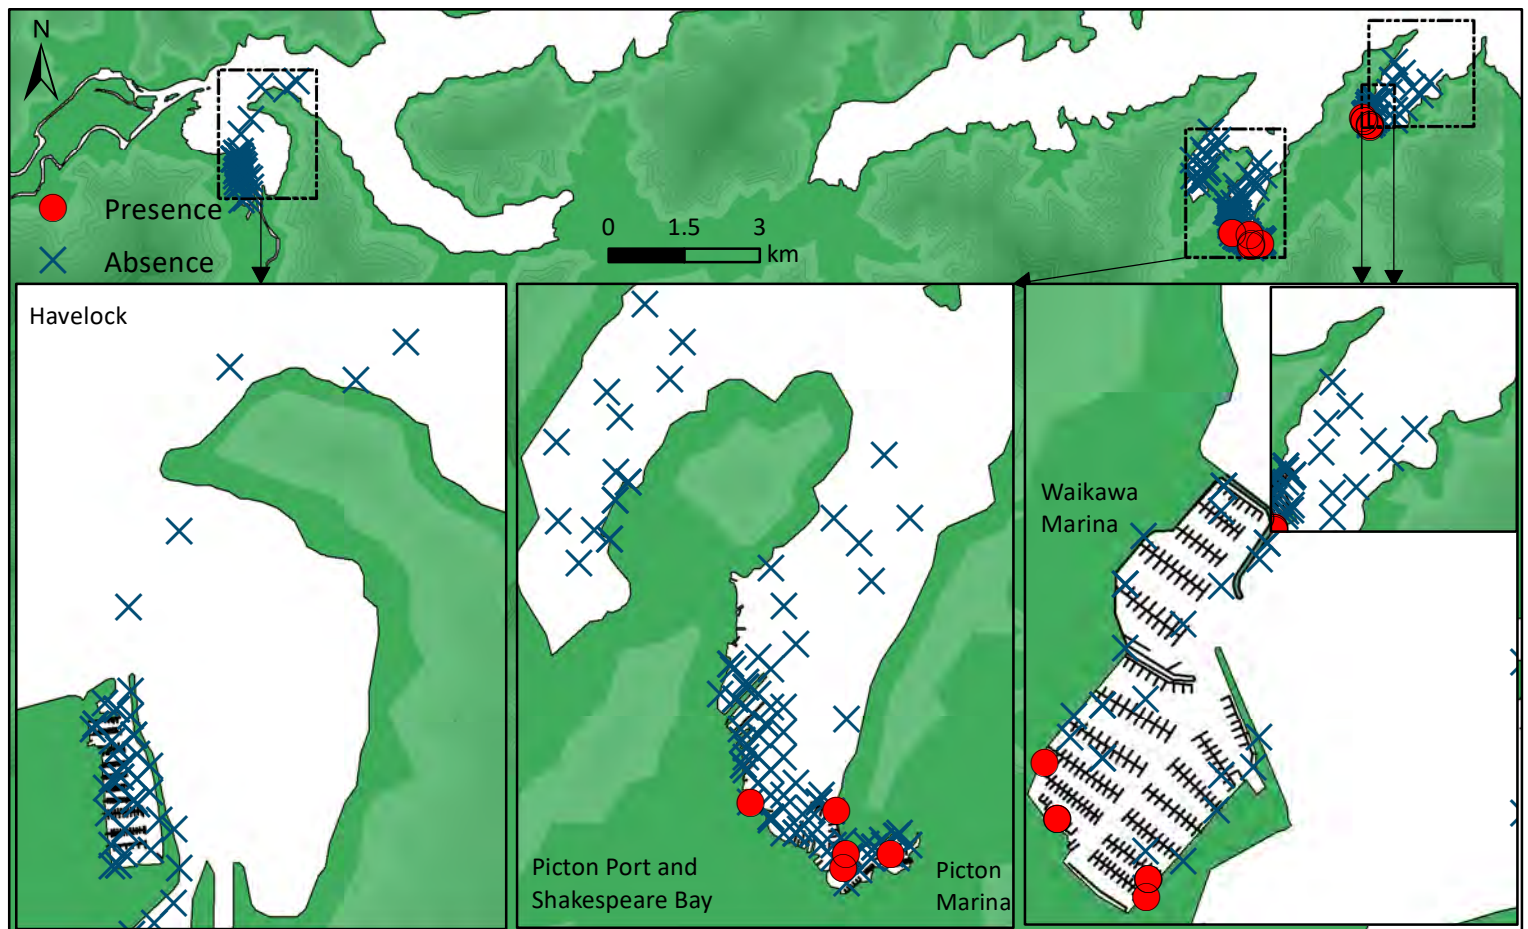 N
Presence
Absence
0 1.5 3
km
Havelock
Picton Port and
Shakespeare Bay
Picton
Marina
Waikawa
Marina